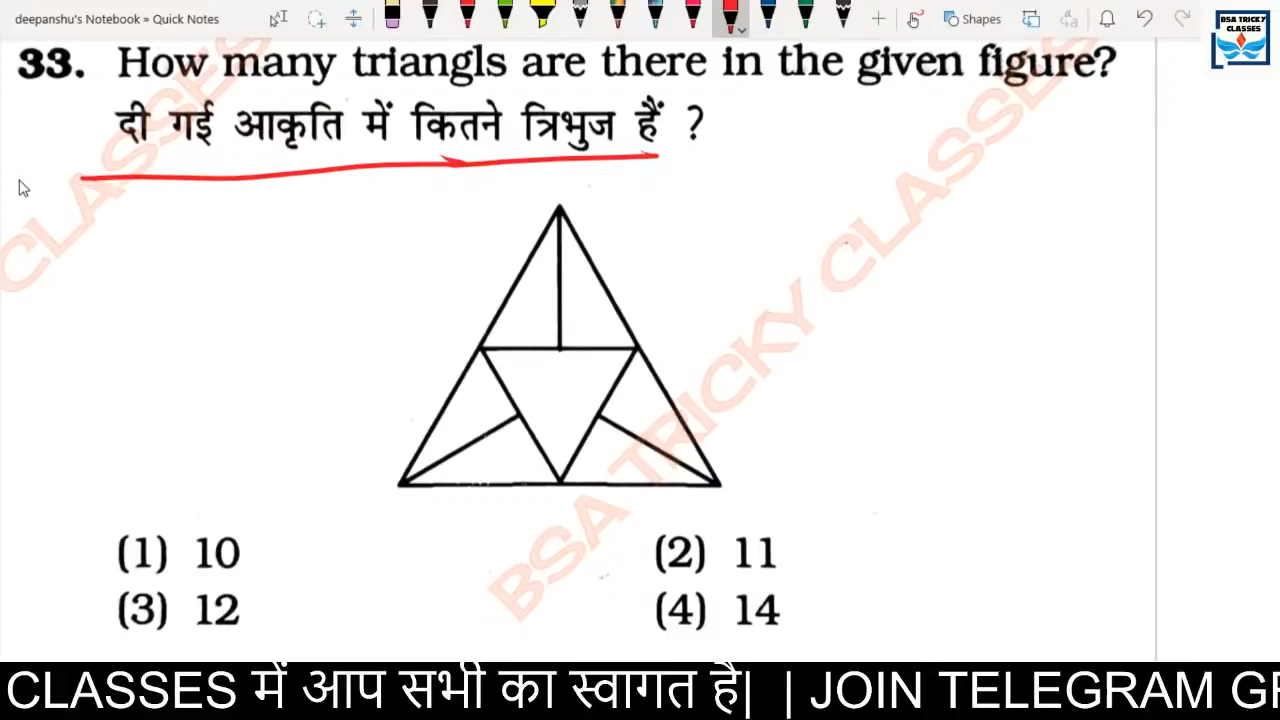 deepanshu's Notebook » Quick Notes
Shapes
BSA TRICKY
CLASSES
33. How many triangls are there in the given figure?
दी गई आकृति में कितने त्रिभुज हैं ?
BSA TRICKY CLASSES
(1) 10
(2) 11
(3) 12
(4) 14
CLASSES में आप सभी का स्वागत है| | JOIN TELEGRAM